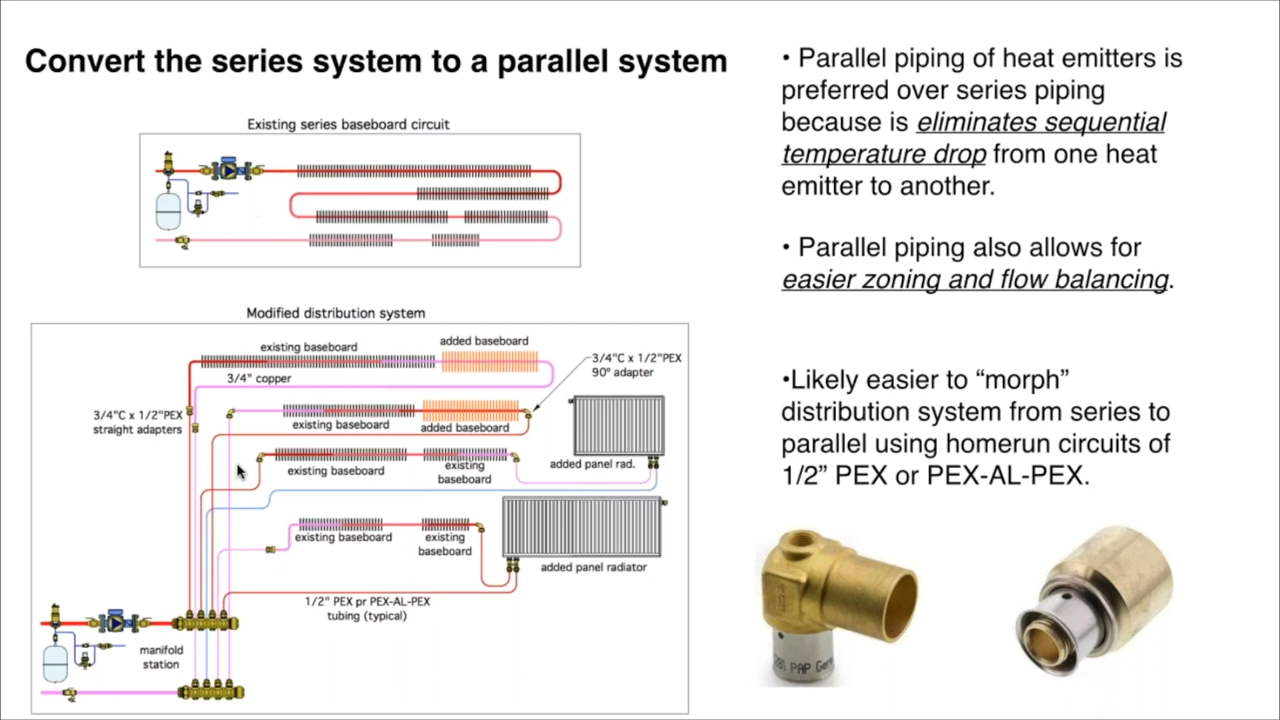 Convert the series system to a parallel system
Existing series baseboard circuit
Modified distribution system
existing baseboard
added baseboard
3/4" copper
3/4"C x 1/2"PEX
90º adapter
3/4"C x 1/2"PEX
straight adapters
existing baseboard
added baseboard
existing baseboard
existing
baseboard
added panel rad.
existing baseboard
existing
baseboard
added panel radiator
1/2" PEX pr PEX-AL-PEX
tubing (typical)
manifold
station
• Parallel piping of heat emitters is
preferred over series piping
because is eliminates sequential
temperature drop from one heat
emitter to another.
• Parallel piping also allows for
easier zoning and flow balancing.
•Likely easier to “morph”
distribution system from series to
parallel using homerun circuits of
1/2” PEX or PEX-AL-PEX.
PAP